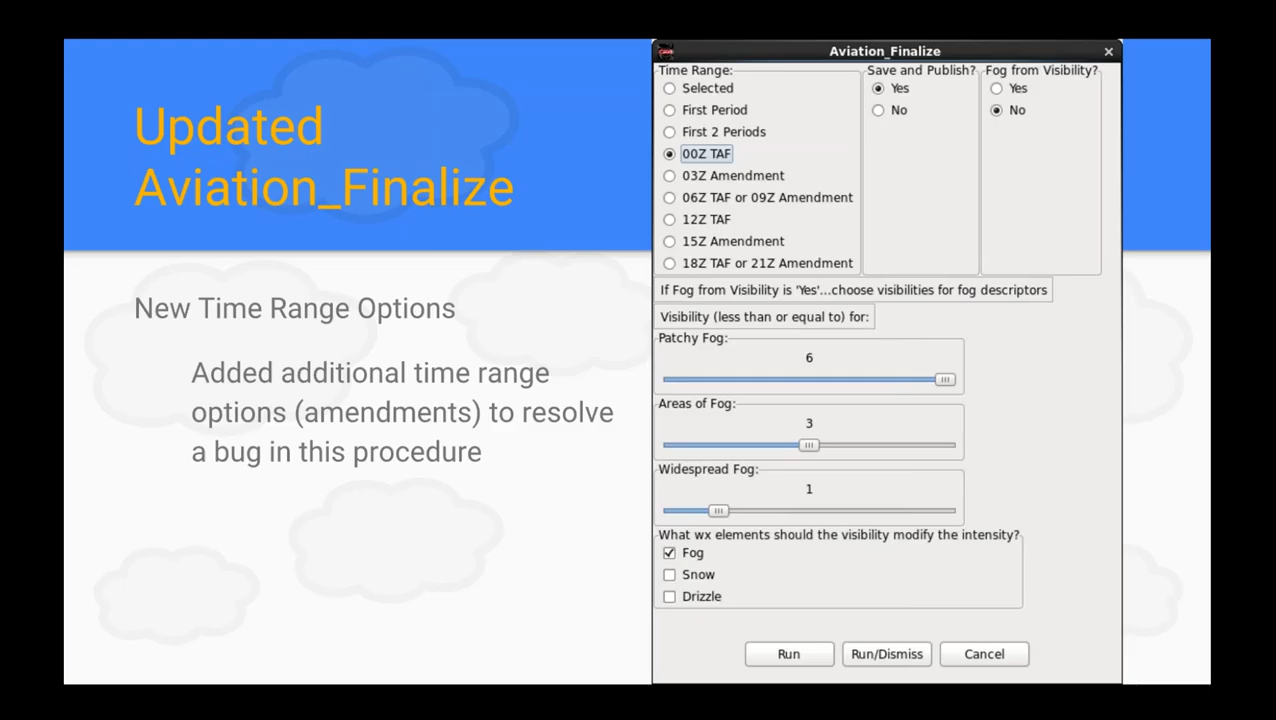 Updated
Aviation_Finalize
New Time Range Options
Added additional time range
options (amendments) to resolve
a bug in this procedure
Aviation_Finalize
Time Range:
Selected
First Period
First 2 Periods
00Z TAF
03Z Amendment
06Z TAF or 09Z Amendment
12Z TAF
15Z Amendment
18Z TAF or 21Z Amendment
Save and Publish?
Yes
No
Fog from Visibility?
Yes
No
If Fog from Visibility is 'Yes'...choose visibilities for fog descriptors
Visibility (less than or equal to) for:
Patchy Fog:
6
Areas of Fog:
3
Widespread Fog:
1
What wx elements should the visibility modify the intensity?
Fog
Snow
Drizzle
Run
Run/Dismiss
Cancel